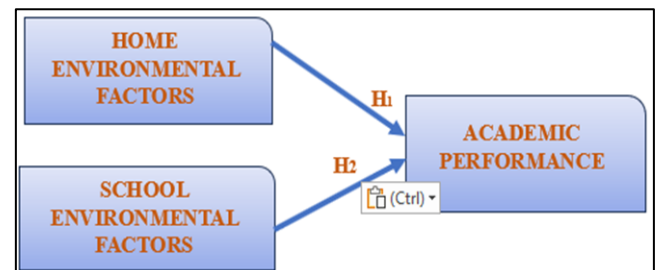 HOME
ENVIRONMENTAL
FACTORS
H1
ACADEMIC
PERFORMANCE
H2
(Ctrl)
SCHOOL
ENVIRONMENTAL
FACTORS